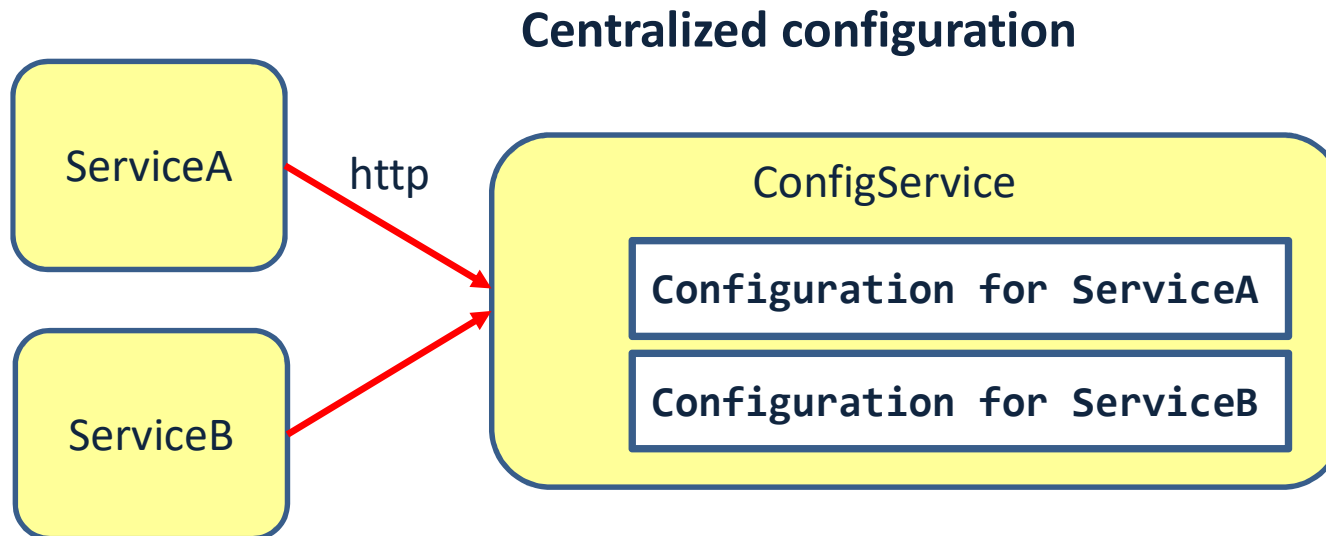 Centralized configuration
ServiceA
http
ConfigService
Configuration for ServiceA
Configuration for ServiceB
ServiceB